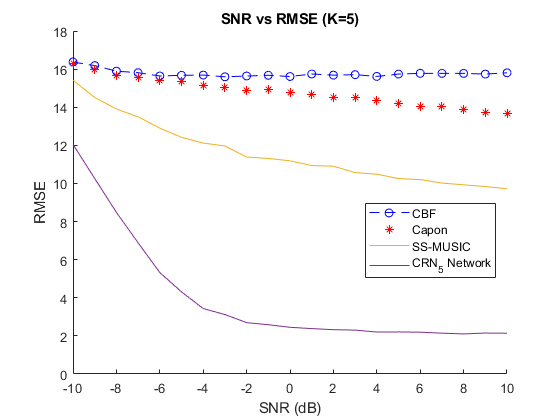 SNR vs RMSE (K=5)
18
16
14
12
10
8
6
4
2
0
RMSE
-10 -8 -6 -4 -2 0 2 4 6 8 10
SNR (dB)
CBF
Capon
SS-MUSIC
CRN5 Network